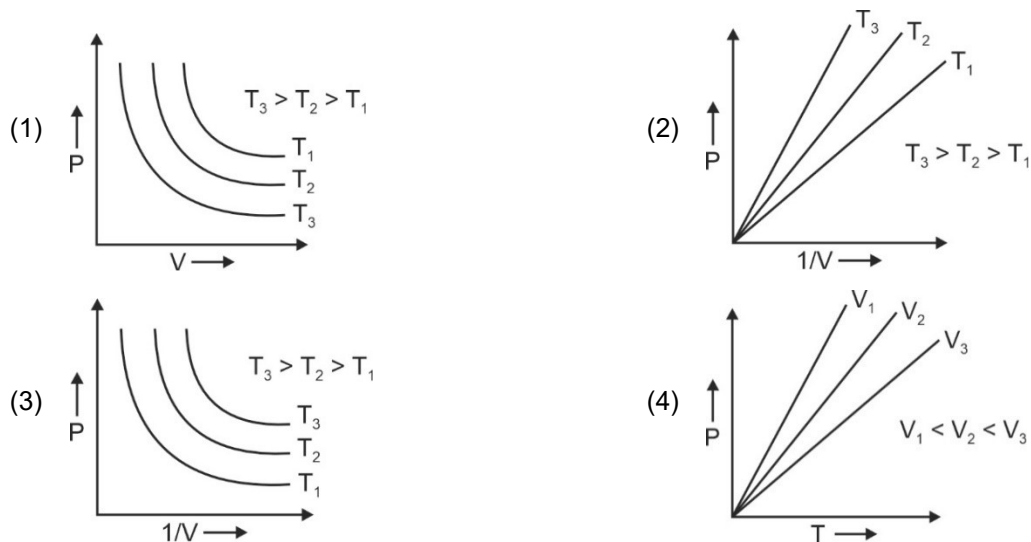 (1)
P
T₃ > T₂ > T₁
T₁
T₂
T₃
V
(2)
P
T₃
T₂
T₁
T₃ > T₂ > T₁
1/V
(3)
P
T₃ > T₂ > T₁
T₃
T₂
T₁
1/V
(4)
P
V₁
V₂
V₃
V₁ < V₂ < V₃
T